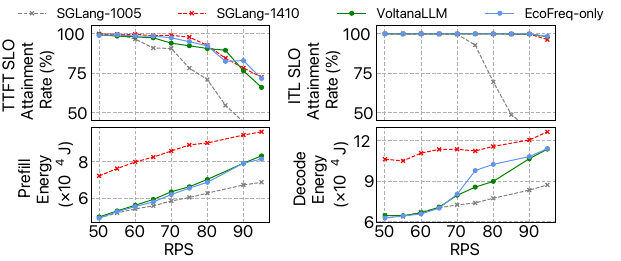 SGLang-1005 SGLang-1410 VoltanaLLM EcoFreq-only
TTFT SLO
Attainment
Rate (%)
100
75
50
ITL SLO
Attainment
Rate (%)
100
75
50
Prefill
Energy
(×10 4 J)
8
6
50 60 70 80 90
RPS
Decode
Energy
(×10 4 J)
12
9
6
50 60 70 80 90
RPS